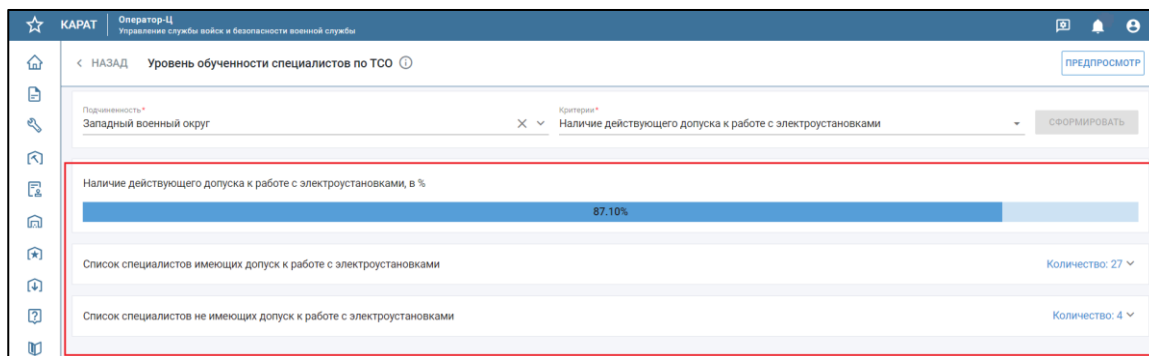 КАРАТ
Оператор-Ц
Управление службы войск и безопасности военной службы
НАЗАД
Уровень обученности специалистов по ТСО
ПРЕДПРОСМОТР
Подчиненность*
Западный военный округ
Критерии*
Наличие действующего допуска к работе с электроустановками
СФОРМИРОВАТЬ
Наличие действующего допуска к работе с электроустановками, в %
87.10%
Список специалистов имеющих допуск к работе с электроустановками
Количество: 27
Список специалистов не имеющих допуск к работе с электроустановками
Количество: 4